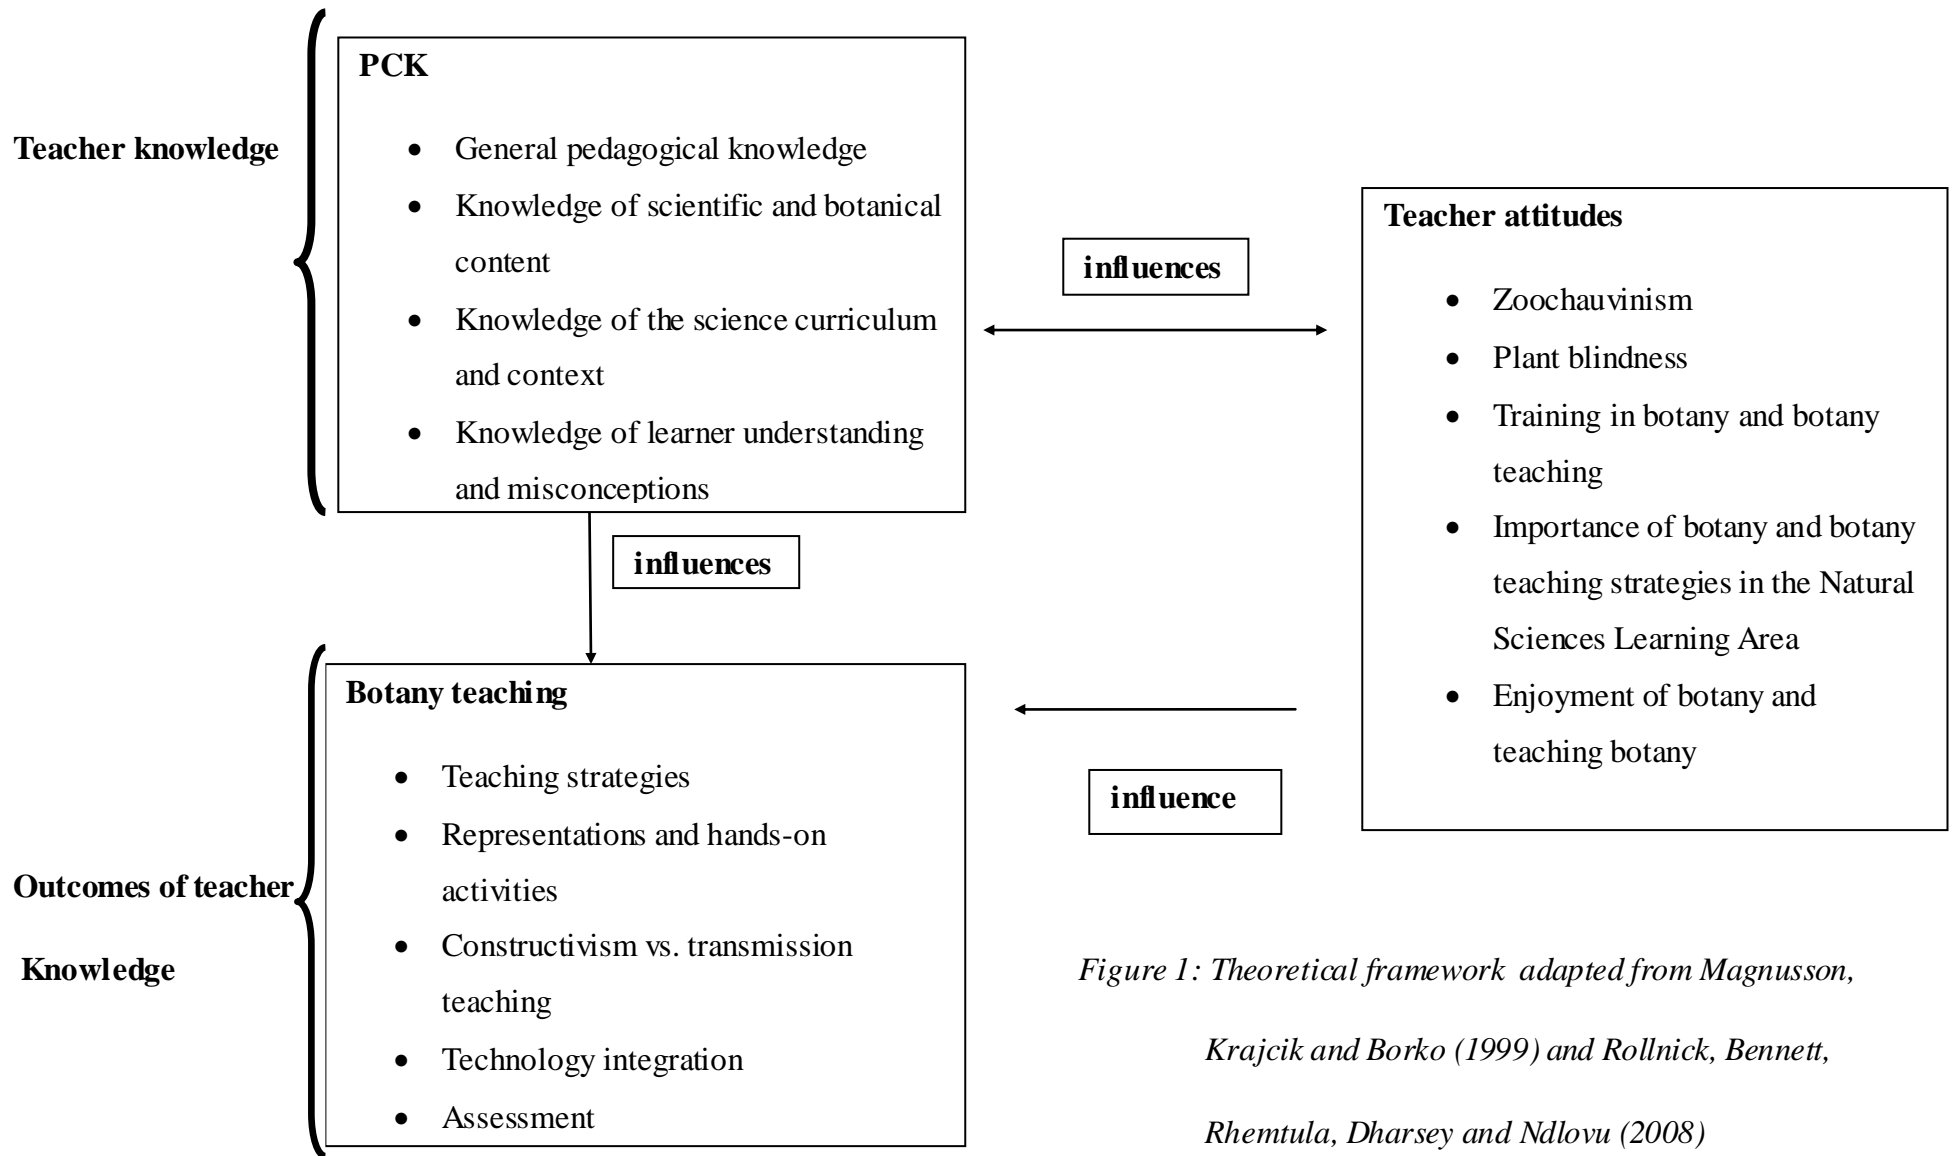 PCK
Teacher knowledge
• General pedagogical knowledge
• Knowledge of scientific and botanical
content
• Knowledge of the science curriculum
and context
• Knowledge of learner understanding
and misconceptions
influences
Teacher attitudes
• Zoochauvinism
• Plant blindness
• Training in botany and botany
teaching
• Importance of botany and botany
teaching strategies in the Natural
Sciences Learning Area
• Enjoyment of botany and
teaching botany
influences
influence
Botany teaching
• Teaching strategies
• Representations and hands-on
activities
• Constructivism vs. transmission
teaching
• Technology integration
• Assessment
Outcomes of teacher
Knowledge
Figure 1: Theoretical framework adapted from Magnusson,
Krajcik and Borko (1999) and Rollnick, Bennett,
Rhemtula, Dharsey and Ndlovu (2008)